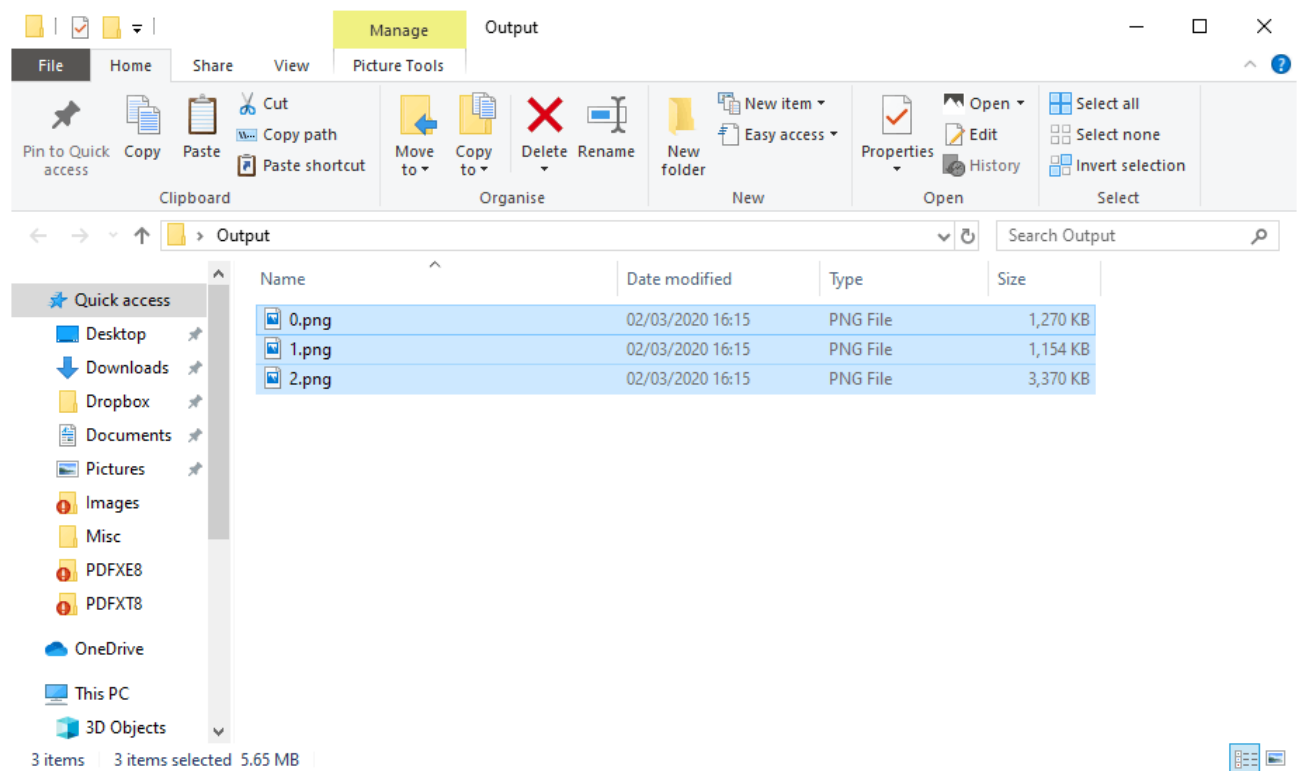 Manage Output
File Home Share View Picture Tools
Pin to Quick access
Copy
Paste
Cut
Copy path
Paste shortcut
Clipboard
Move to
Copy to
Delete
Rename
Organise
New folder
New item
Easy access
New
Properties
Open
Edit
History
Open
Select all
Select none
Invert selection
Select
Output
Search Output
Quick access
Desktop
Downloads
Dropbox
Documents
Pictures
Images
Misc
PDFXE8
PDFXT8
OneDrive
This PC
3D Objects
Name Date modified Type Size
0.png 02/03/2020 16:15 PNG File 1,270 KB
1.png 02/03/2020 16:15 PNG File 1,154 KB
2.png 02/03/2020 16:15 PNG File 3,370 KB
3 items 3 items selected 5.65 MB